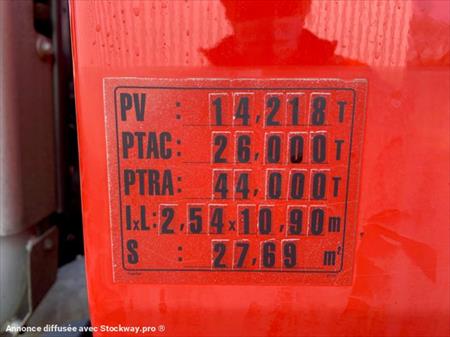 PV : 14,218 T
PTAC : 26,000 T
PTRA : 44,000 T
lxL : 2,54 x 10,90 m
S : 27,69 m²
Annonce diffusée avec Stockway.pro ®